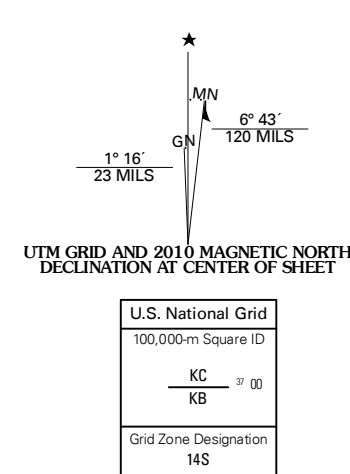 ★
MN
GN
6° 43´
120 MILS
1° 16´
23 MILS
UTM GRID AND 2010 MAGNETIC NORTH
DECLINATION AT CENTER OF SHEET
U.S. National Grid
100,000-m Square ID
KC
37 00
KB
Grid Zone Designation
14S